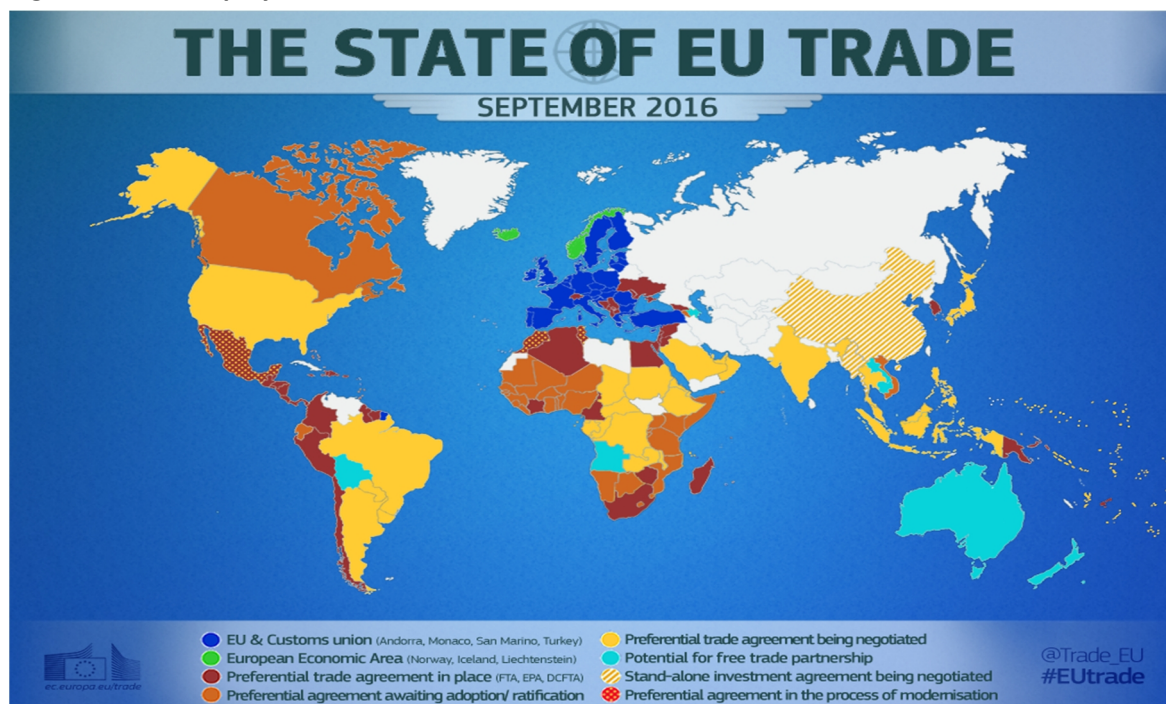 THE STATE OF EU TRADE
SEPTEMBER 2016
EU & Customs union (Andorra, Monaco, San Marino, Turkey)
European Economic Area (Norway, Iceland, Liechtenstein)
Preferential trade agreement in place (FTA, EPA, DCFTA)
Preferential agreement awaiting adoption/ ratification
Preferential trade agreement being negotiated
Potential for free trade partnership
Stand-alone investment agreement being negotiated
Preferential agreement in the process of modernisation
ec.europa.eu/trade
@Trade_EU
#EUtrade